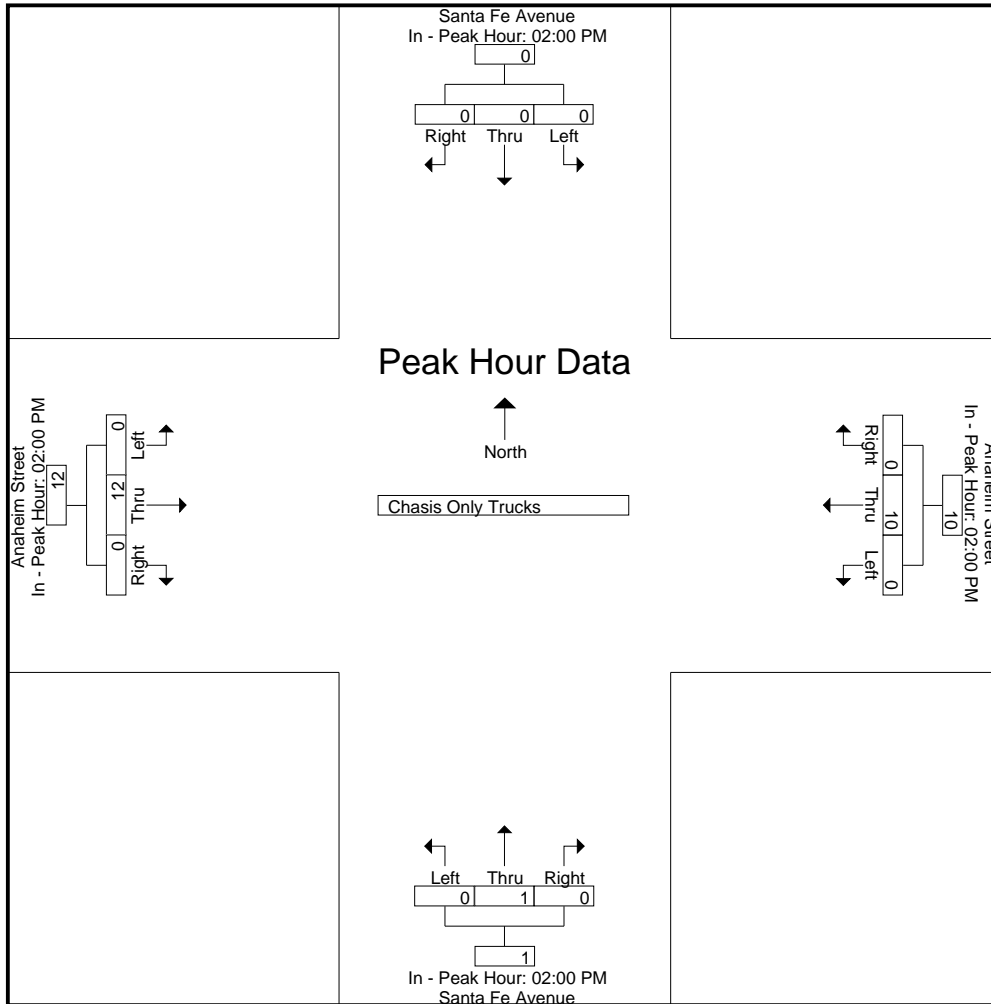 Santa Fe Avenue
In - Peak Hour: 02:00 PM
0
0 0 0
Right Thru Left
Peak Hour Data
North
Chasis Only Trucks
Anaheim Street
In - Peak Hour: 02:00 PM
12
0 12 0
Left Thru Right
Anaheim Street
In - Peak Hour: 02:00 PM
10
0 10 0
Right Thru Left
Left Thru Right
0 1 0
1
In - Peak Hour: 02:00 PM
Santa Fe Avenue